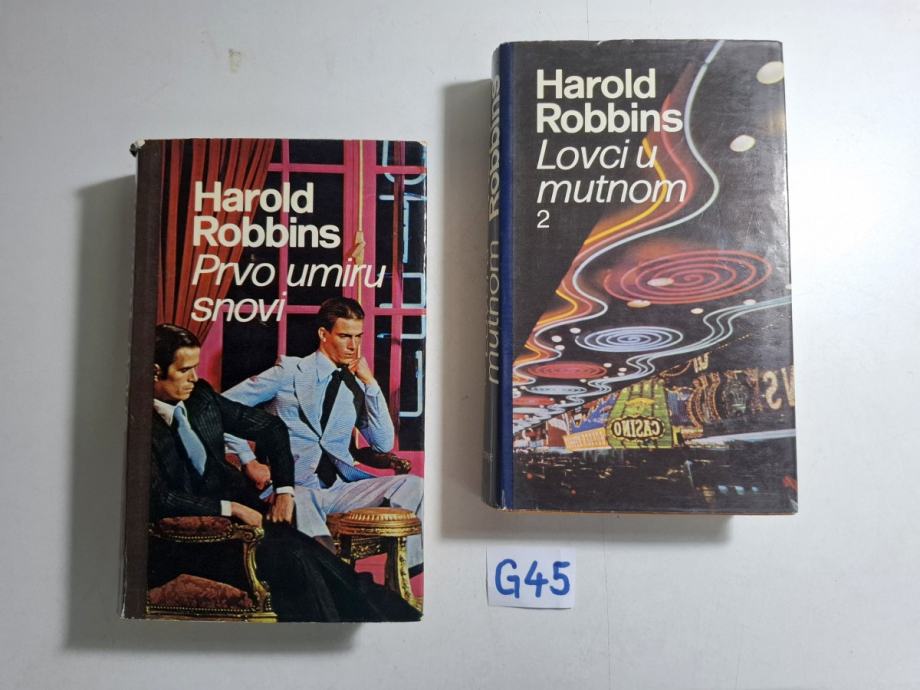 Harold
Robbins
Prvo umiru
snovi
Harold
Robbins
Lovci u
mutnom
2
mutnom Robbins
CASINO
G45